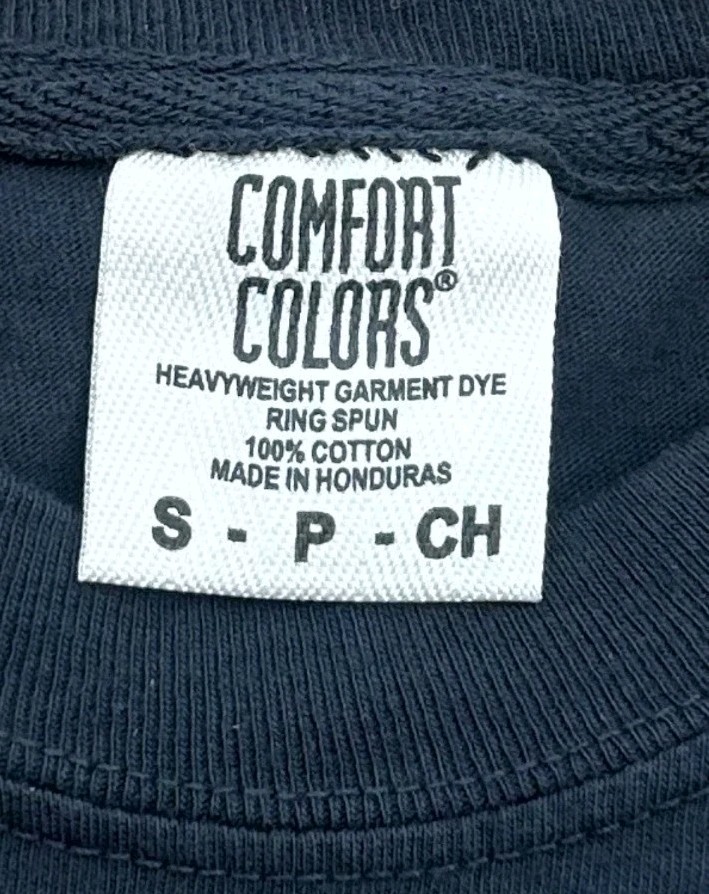 COMFORT
COLORS®
HEAVYWEIGHT GARMENT DYE
RING SPUN
100% COTTON
MADE IN HONDURAS
S - P - CH